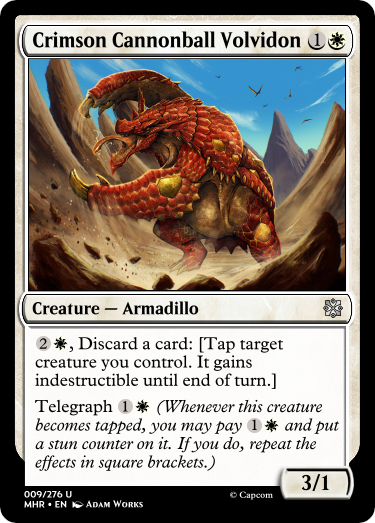 Crimson Cannonball Volvidon 1
Creature — Armadillo
2, Discard a card: [Tap target
creature you control. It gains
indestructible until end of turn.]
Telegraph 1 (Whenever this creature
becomes tapped, you may pay 1 and put
a stun counter on it. If you do, repeat the
effects in square brackets.)
3/1
009/276 U
MHR • EN Adam Works
© Capcom